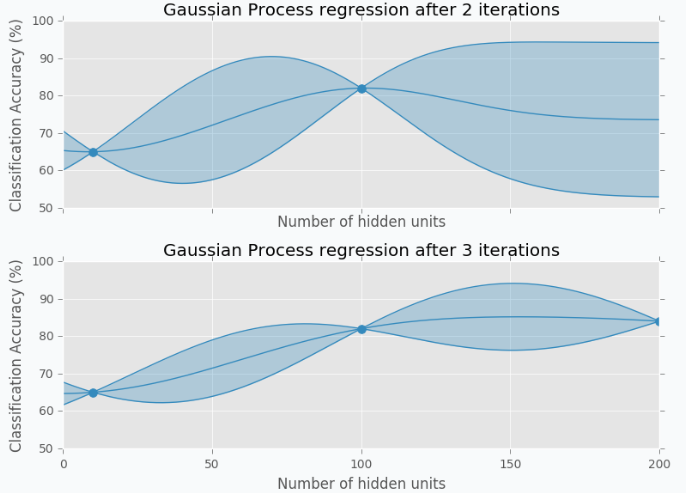 Gaussian Process regression after 2 iterations
Classification Accuracy (%)
100
90
80
70
60
50
Number of hidden units
Gaussian Process regression after 3 iterations
Classification Accuracy (%)
100
90
80
70
60
50
0 50 100 150 200
Number of hidden units